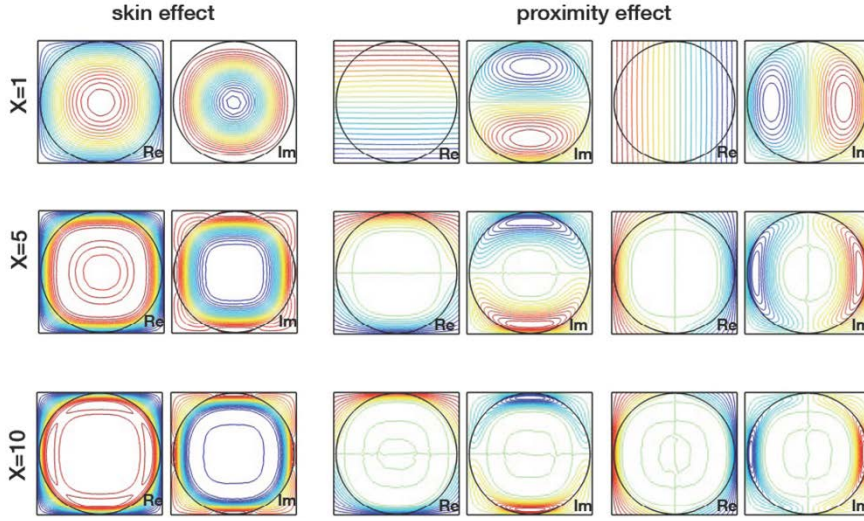 skin effect proximity effect
X=1
Re Im Re Im Re Im
X=5
Re Im Re Im Re Im
X=10
Re Im Re Im Re Im